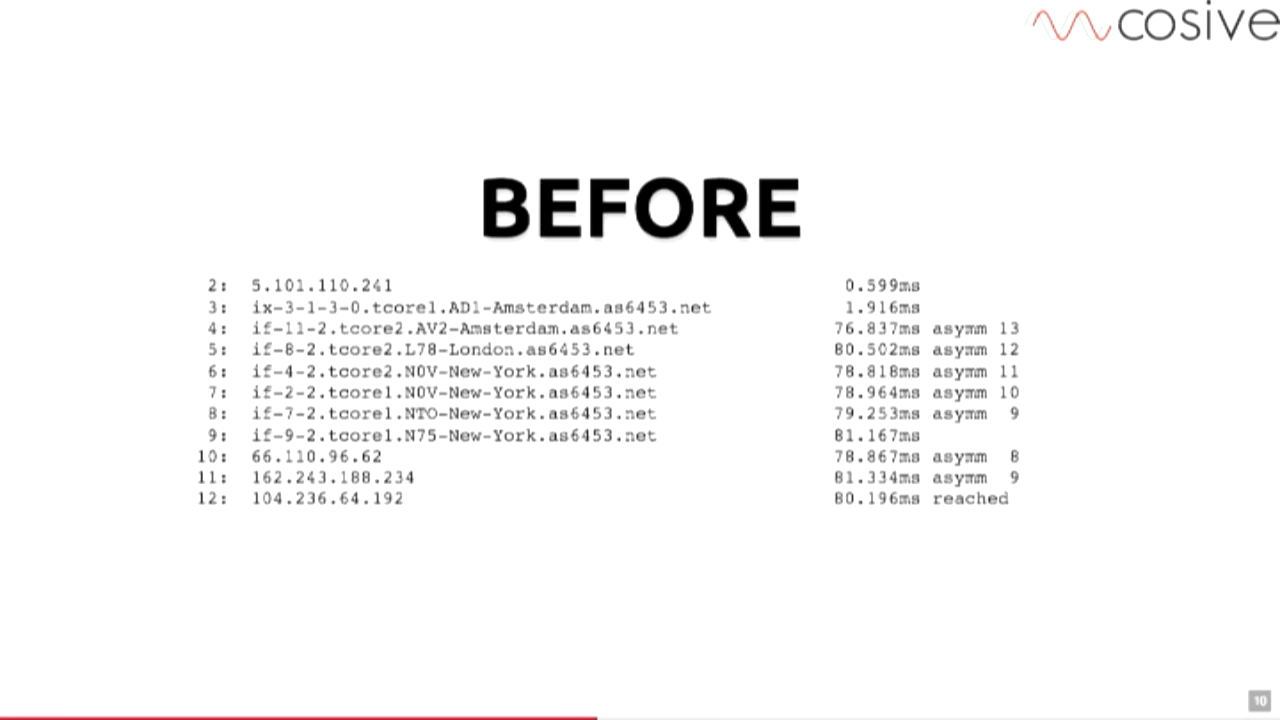 cosive
BEFORE
2: 5.101.110.241 0.599ms
3: ix-3-1-3-0.tcore1.AD1-Amsterdam.as6453.net 1.916ms
4: if-11-2.tcore2.AV2-Amsterdam.as6453.net 76.837ms asymm 13
5: if-8-2.tcore2.L78-London.as6453.net 80.502ms asymm 12
6: if-4-2.tcore2.N0V-New-York.as6453.net 78.818ms asymm 11
7: if-2-2.tcore1.N0V-New-York.as6453.net 78.964ms asymm 10
8: if-7-2.tcore1.NTO-New-York.as6453.net 79.253ms asymm 9
9: if-9-2.tcore1.N75-New-York.as6453.net 81.167ms
10: 66.110.96.62 78.867ms asymm 8
11: 162.243.188.234 81.334ms asymm 9
12: 104.236.64.192 80.196ms reached
10